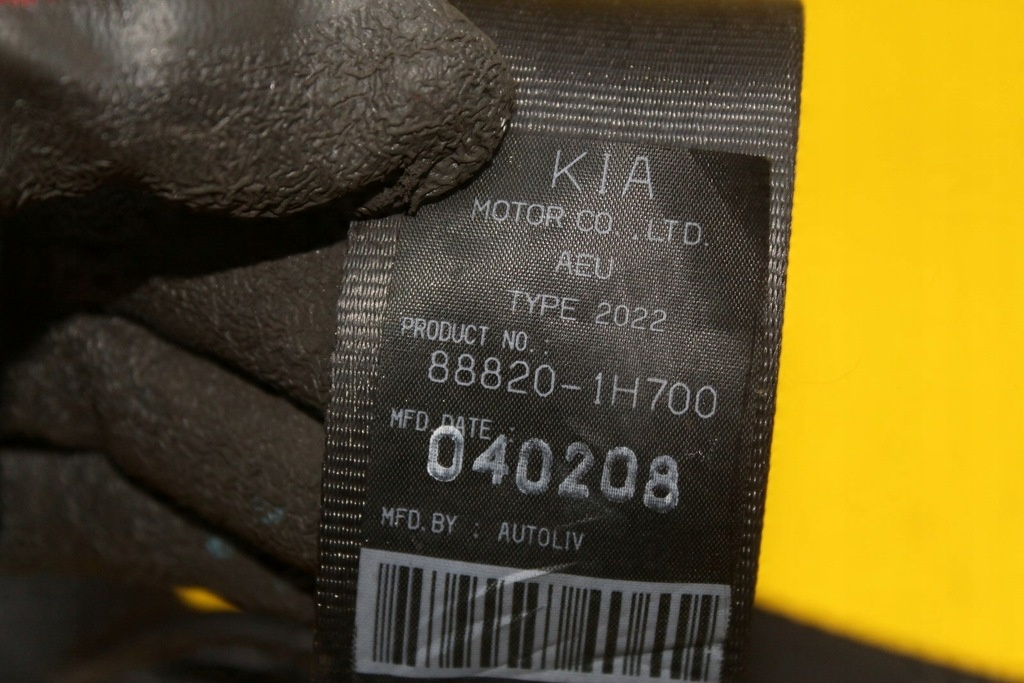 KIA
MOTOR CO.,LTD.
AEU
TYPE 2022
PRODUCT NO.:
88820-1H700
MFD.DATE :
040208
MFD.BY : AUTOLIV